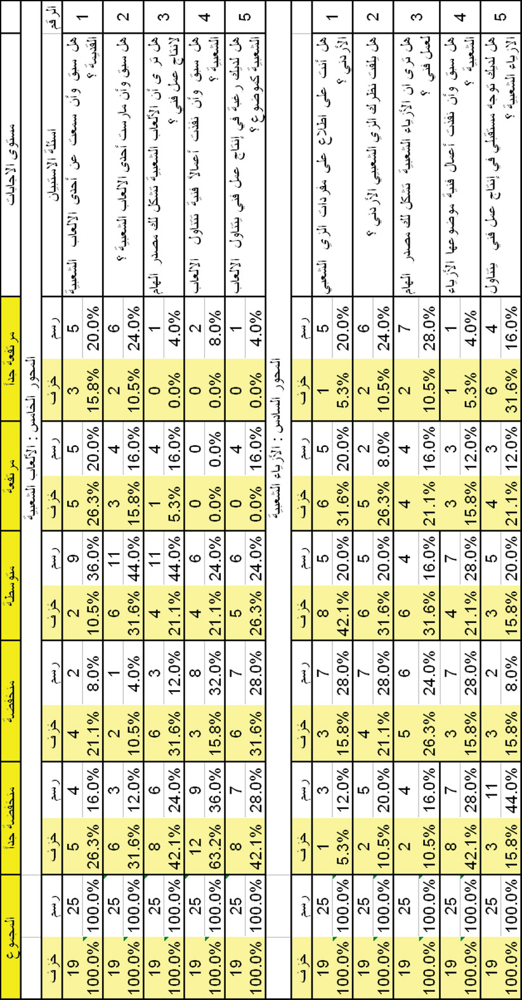 مستوى الاجابات مرتفعة جداً مرتفعة متوسطة منخفضة منخفضة جداً المجموع
المحور الخامس : الألعاب الشعبية
الرقم اسئلة الاستبيان رسم خزف رسم خزف رسم خزف رسم خزف رسم خزف رسم خزف
1 هل سبق وأن سمعت عن أحدى الالعاب الشعبية 5 3 5 5 9 2 2 4 4 5 25 19
القديمة ؟ 20.0% 15.8% 20.0% 26.3% 36.0% 10.5% 8.0% 21.1% 16.0% 26.3% 100.0% 100.0%
2 هل سبق وأن مارست أحدى الالعاب الشعبية ؟ 6 2 4 3 11 6 1 2 3 6 25 19
24.0% 10.5% 16.0% 15.8% 44.0% 31.6% 4.0% 10.5% 12.0% 31.6% 100.0% 100.0%
3 هل ترى أن الألعاب الشعبية تشكل لك مصدر الهام 1 0 4 1 11 4 3 6 6 8 25 19
لانتاج عمل فني ؟ 4.0% 0.0% 16.0% 5.3% 44.0% 21.1% 12.0% 31.6% 24.0% 42.1% 100.0% 100.0%
4 هل سبق وأن نفذت أعمالاً فنية تتناول الالعاب 2 0 0 0 6 4 8 3 9 12 25 19
الشعبية ؟ 8.0% 0.0% 0.0% 0.0% 24.0% 21.1% 32.0% 15.8% 36.0% 63.2% 100.0% 100.0%
5 هل لديك رغبة في إنتاج عمل فني يتناول الالعاب 1 0 4 0 6 5 7 6 7 8 25 19
الشعبية كموضوع ؟ 4.0% 0.0% 16.0% 0.0% 24.0% 26.3% 28.0% 31.6% 28.0% 42.1% 100.0% 100.0%
المحور السادس : الأزياء الشعبية
رسم خزف رسم خزف رسم خزف رسم خزف رسم خزف رسم خزف
1 هل أنت على اطلاع على مفردات الزي الشعبي 5 1 5 6 5 8 7 3 3 1 25 19
الأردني ؟ 20.0% 5.3% 20.0% 31.6% 20.0% 42.1% 28.0% 15.8% 12.0% 5.3% 100.0% 100.0%
2 هل يلفت نظرك الزي الشعبي الأردني ؟ 6 2 2 5 5 6 7 4 5 2 25 19
24.0% 10.5% 8.0% 26.3% 20.0% 31.6% 28.0% 21.1% 20.0% 10.5% 100.0% 100.0%
3 هل ترى ان الأزياء الشعبية تشكل لك مصدر الهام 7 2 4 4 4 6 6 5 4 2 25 19
لعمل فني ؟ 28.0% 10.5% 16.0% 21.1% 16.0% 31.6% 24.0% 26.3% 16.0% 10.5% 100.0% 100.0%
4 هل سبق وأن نفذت أعمال فنية موضوعها الأزياء 1 1 3 3 7 4 7 3 7 8 25 19
الشعبية ؟ 4.0% 5.3% 12.0% 15.8% 28.0% 21.1% 28.0% 15.8% 28.0% 42.1% 100.0% 100.0%
5 هل لديك توجه مستقبلي في إنتاج عمل فني يتناول 4 6 3 4 5 3 2 3 11 3 25 19
الازياء الشعبية ؟ 16.0% 31.6% 12.0% 21.1% 20.0% 15.8% 8.0% 15.8% 44.0% 15.8% 100.0% 100.0%